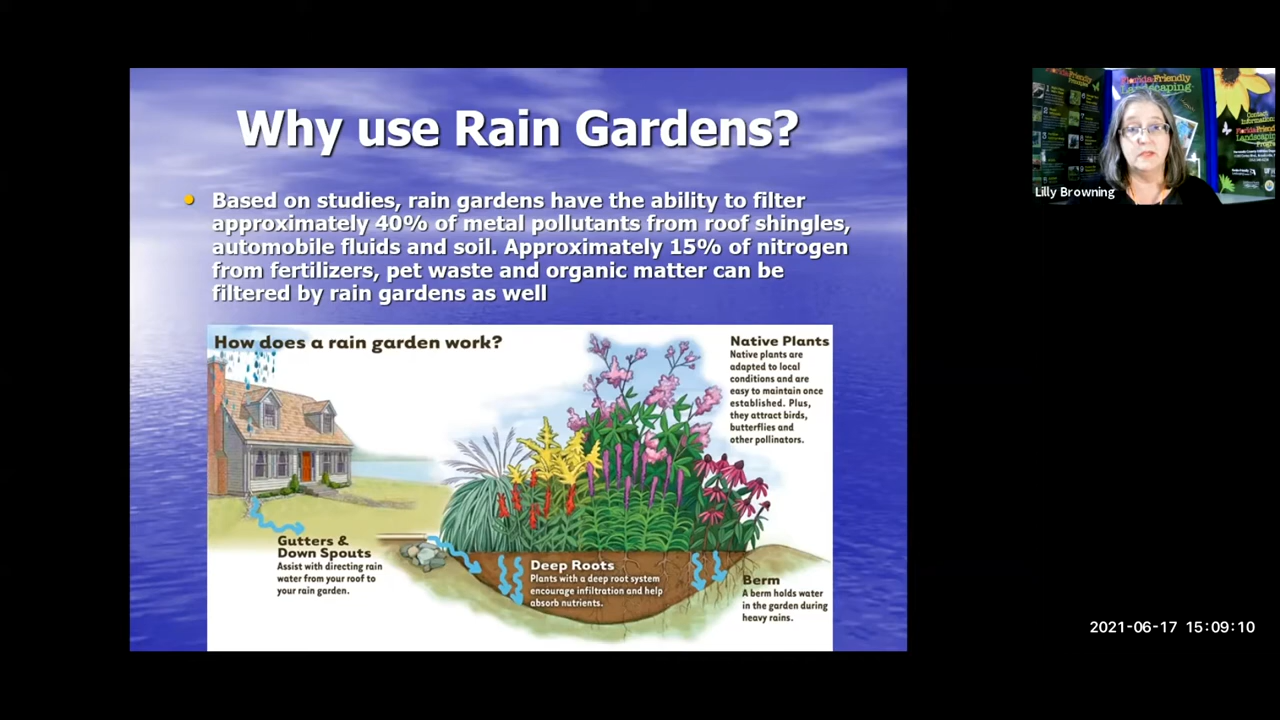 Why use Rain Gardens?
Based on studies, rain gardens have the ability to filter
approximately 40% of metal pollutants from roof shingles,
automobile fluids and soil. Approximately 15% of nitrogen
from fertilizers, pet waste and organic matter can be
filtered by rain gardens as well
How does a rain garden work?
Native Plants
Native plants are
adapted to local
conditions and are
easy to maintain once
established. Plus,
they attract birds,
butterflies and
other pollinators.
Gutters &
Down Spouts
Assist with directing rain
water from your roof to
your rain garden.
Deep Roots
Plants with a deep root system
encourage infiltration and help
absorb nutrients.
Berm
A berm holds water
in the garden during
heavy rains.
Florida-Friendly
Landscaping
Lilly Browning
2021-06-17 15:09:10